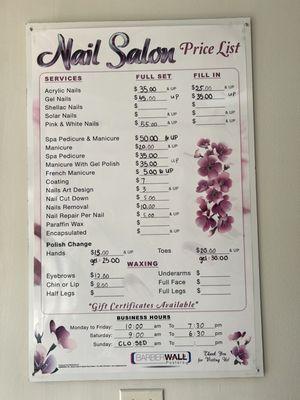 Nail Salon Price List
SERVICES FULL SET FILL IN
Acrylic Nails $ 35.00 & UP $ 25.00 & UP
Gel Nails $ 45.00 UP $ 35.00 UP
Shellac Nails $ $
Solar Nails $ & UP $ & UP
Pink & White Nails $ 55.00 & UP $ & UP
Spa Pedicure & Manicure $ 50.00 & UP
Manicure $ 20.00 & UP
Spa Pedicure $ 35.00
Manicure With Gel Polish $ 35.00 UP
French Manicure $ 5.00 & UP
Coating $ 7
Nails Art Design $ 3 & UP
Nail Cut Down $ 5.00
Nails Removal $ 10.00
Nail Repair Per Nail $ 5.00 & UP
Paraffin Wax $
Encapsulated $ & UP
Polish Change
Hands $ 15.00 & UP Toes $ 20.00 & UP
gel - 25.00 gel - 30.00
WAXING
Eyebrows $ 12.00 Underarms $ & UP
Chin or Lip $ 8.00 Full Face $ & UP
Half Legs $ Full Legs $ & UP
"Gift Certificates Available"
BUSINESS HOURS
Monday to Friday: 10:00 am To 7:30 pm
Saturday: 9:00 am To 6:30 pm
Sunday: CLOSED am To pm
BARBERWALL
Posters
Thank You
for Visiting Us!